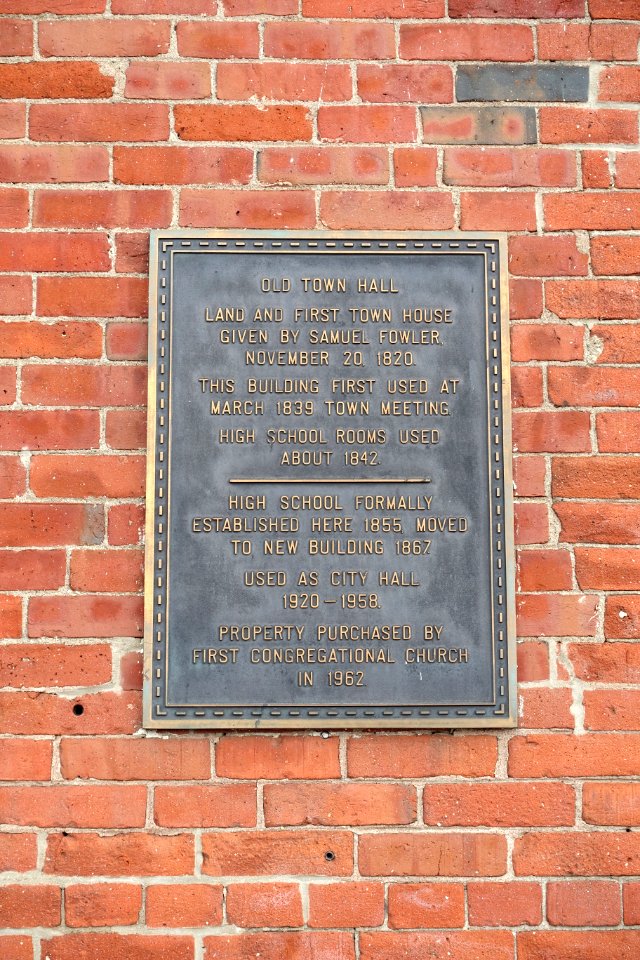 OLD TOWN HALL
LAND AND FIRST TOWN HOUSE
GIVEN BY SAMUEL FOWLER,
NOVEMBER 20, 1820.
THIS BUILDING FIRST USED AT
MARCH 1839 TOWN MEETING.
HIGH SCHOOL ROOMS USED
ABOUT 1842.
HIGH SCHOOL FORMALLY
ESTABLISHED HERE 1855, MOVED
TO NEW BUILDING 1867.
USED AS CITY HALL
1920-1958.
PROPERTY PURCHASED BY
FIRST CONGREGATIONAL CHURCH
IN 1962.